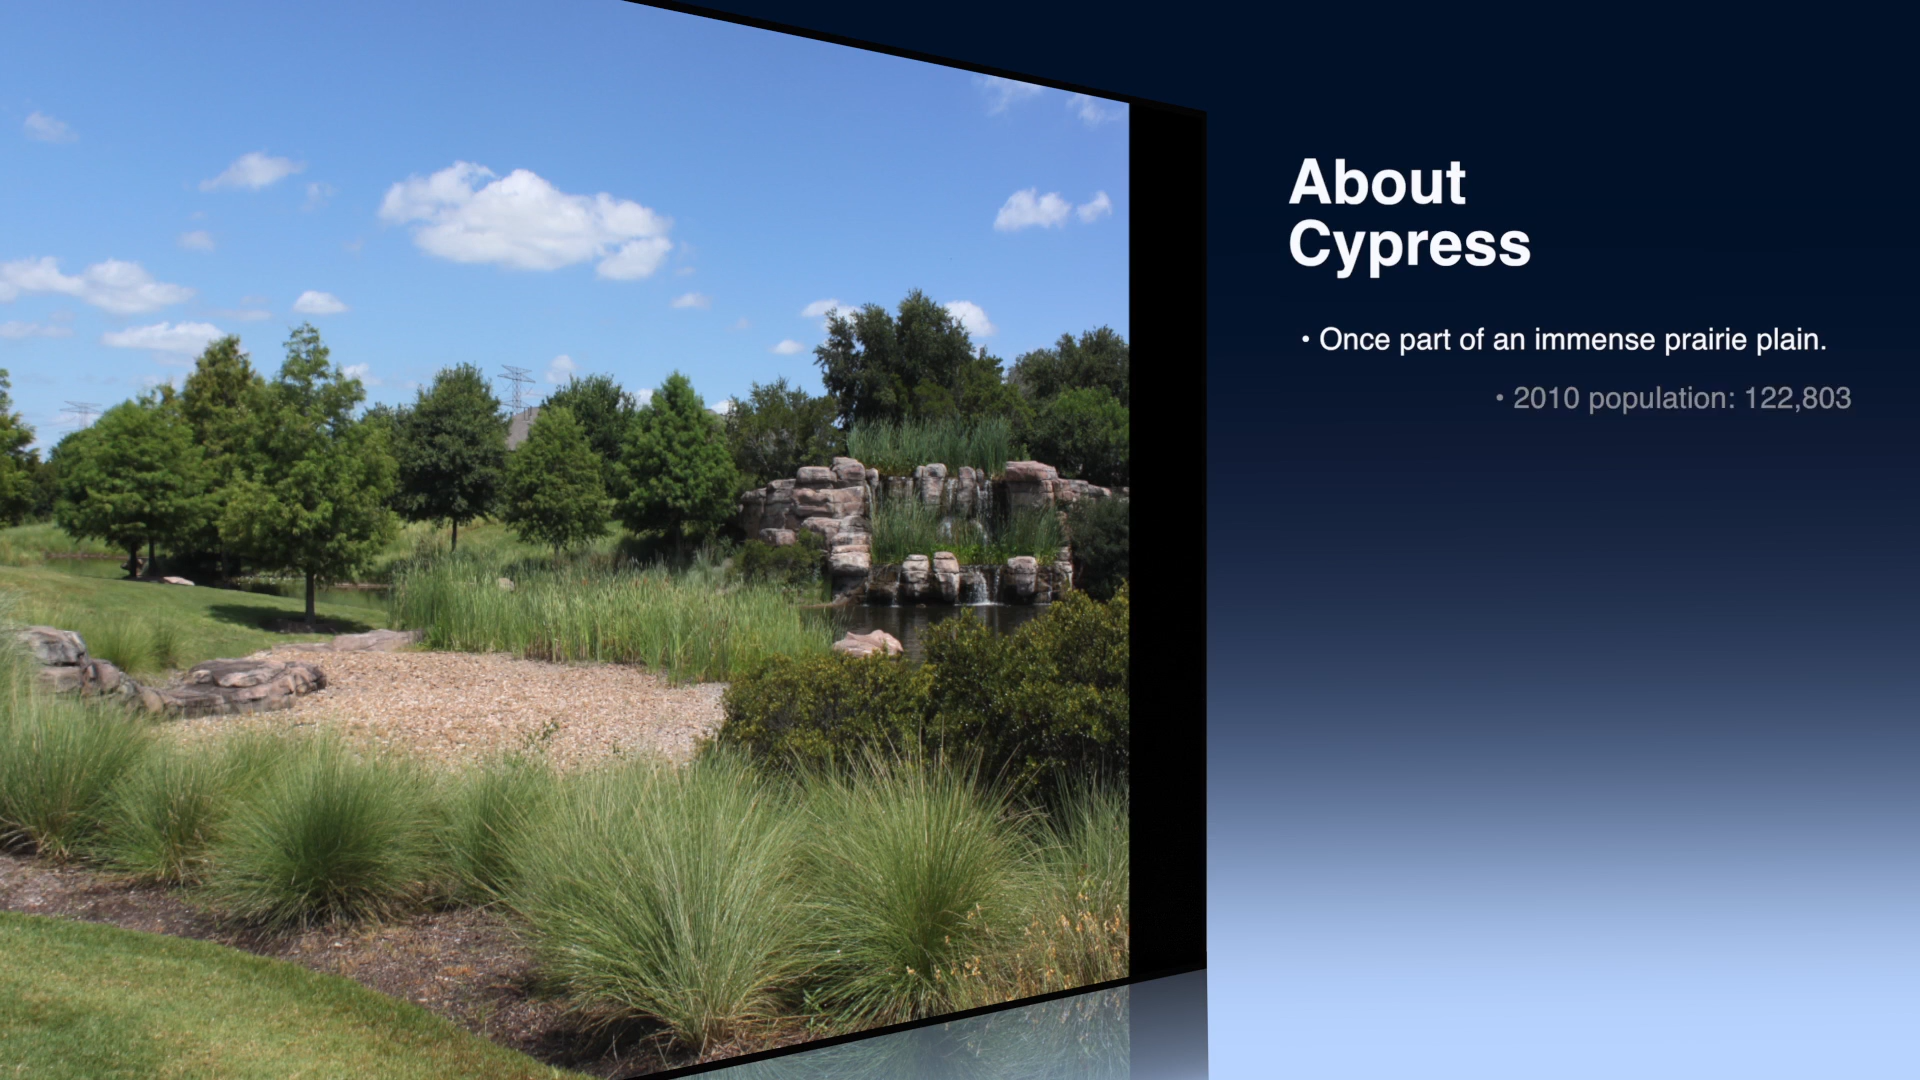 About
Cypress
• Once part of an immense prairie plain.
• 2010 population: 122,803